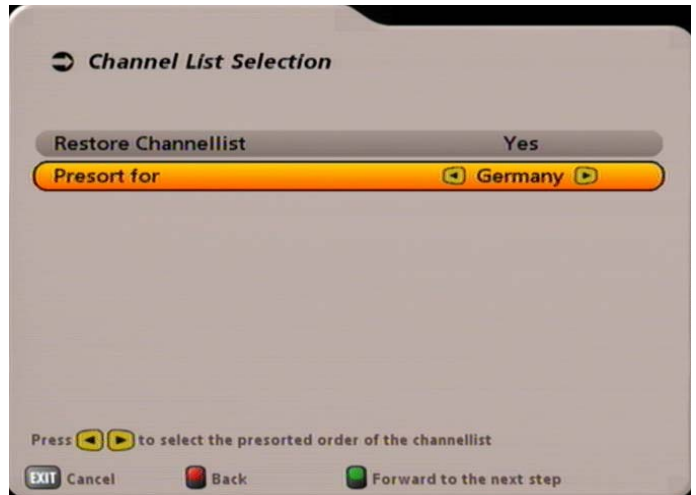 Channel List Selection
Restore Channellist Yes
Presort for Germany
Press to select the presorted order of the channellist
EXIT Cancel Back Forward to the next step